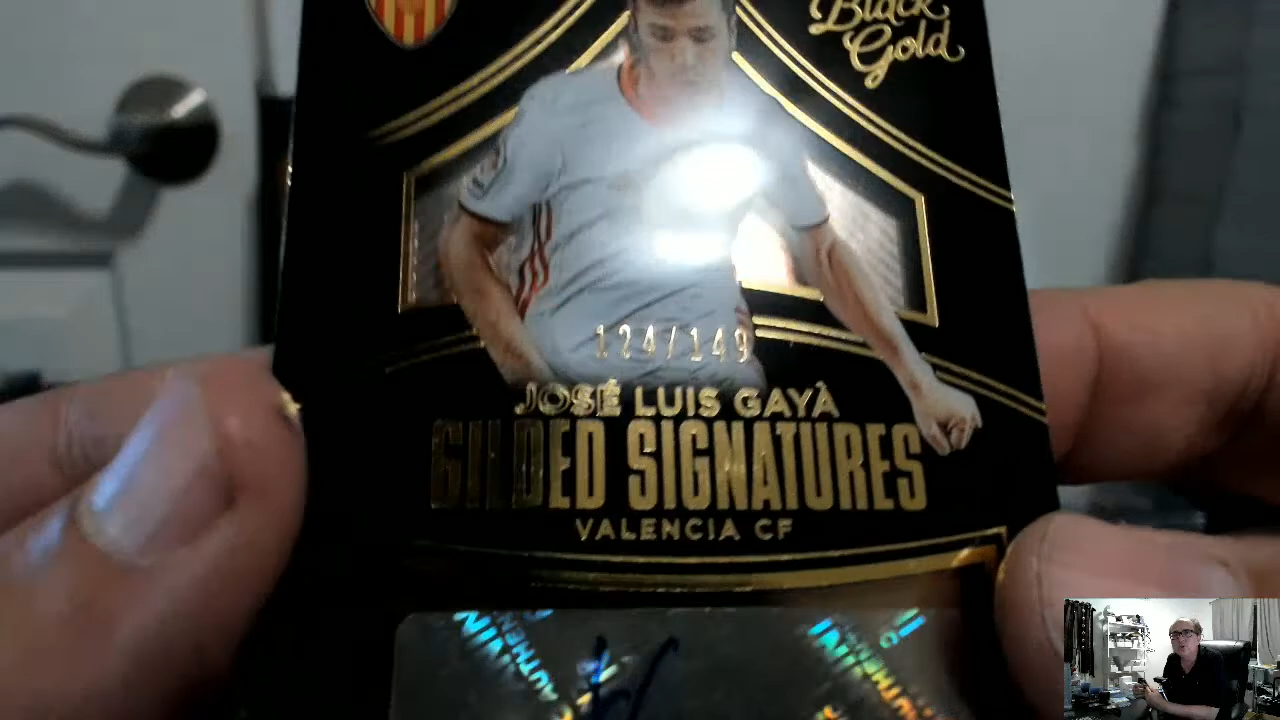 Black
Gold
124/149
JOSÉ LUIS GAYÀ
GILDED SIGNATURES
VALENCIA CF